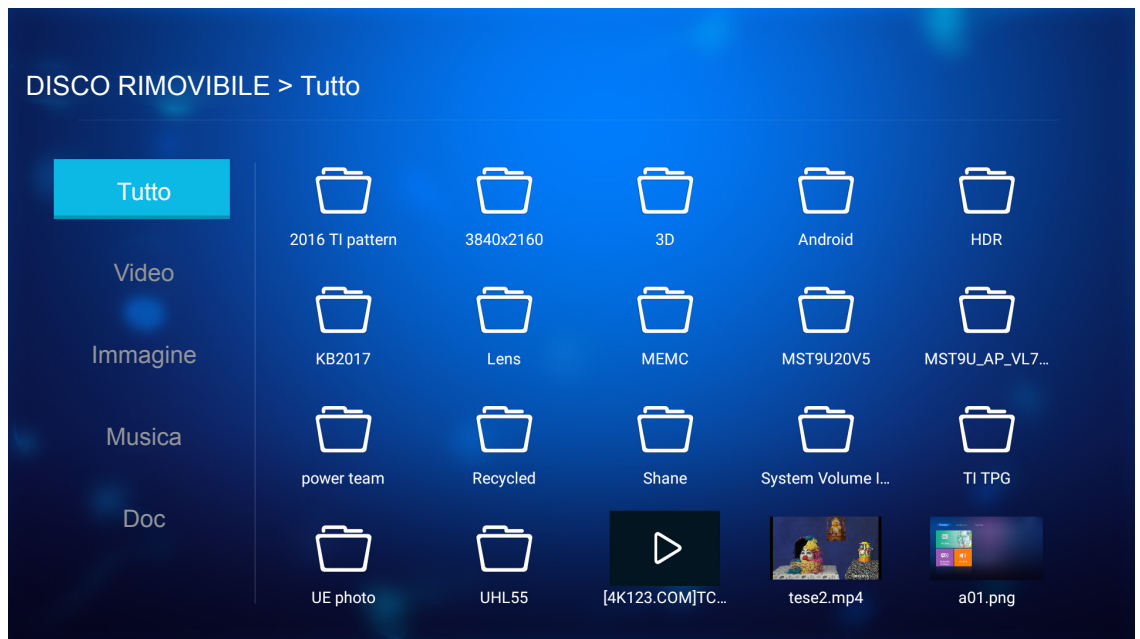 DISCO RIMOVIBILE > Tutto
Tutto
Video
Immagine
Musica
Doc
2016 TI pattern
3840x2160
3D
Android
HDR
KB2017
Lens
MEMC
MST9U20V5
MST9U_AP_VL7...
power team
Recycled
Shane
System Volume I...
TI TPG
UE photo
UHL55
[4K123.COM]TC...
tese2.mp4
a01.png